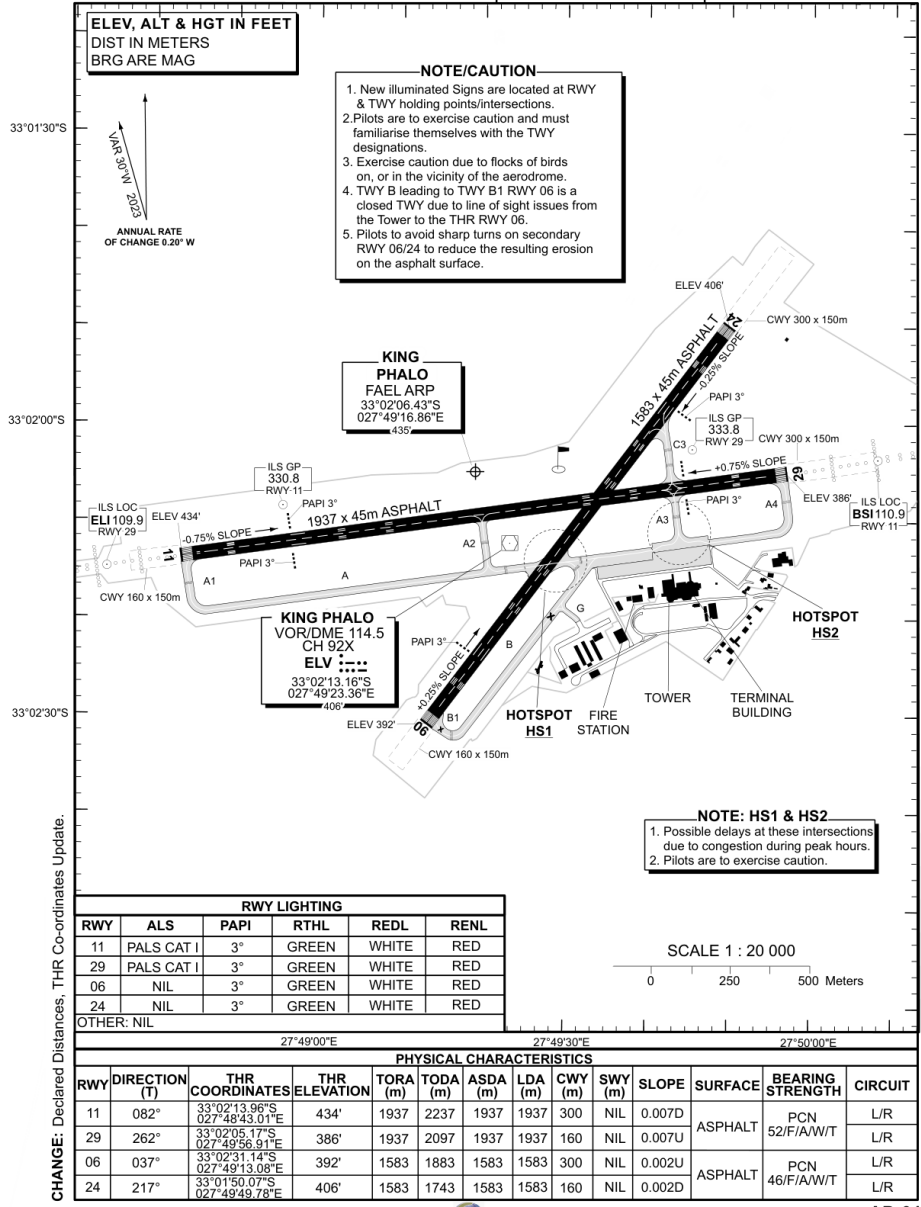 ELEV, ALT & HGT IN FEET
DIST IN METERS
BRG ARE MAG
NOTE/CAUTION
1. New illuminated Signs are located at RWY
& TWY holding points/intersections.
2.Pilots are to exercise caution and must
familiarise themselves with the TWY
designations.
3. Exercise caution due to flocks of birds
on, or in the vicinity of the aerodrome.
4. TWY B leading to TWY B1 RWY 06 is a
closed TWY due to line of sight issues from
the Tower to the THR RWY 06.
5. Pilots to avoid sharp turns on secondary
RWY 06/24 to reduce the resulting erosion
on the asphalt surface.
33°01'30"S
VAR 30°W 2023
ANNUAL RATE
OF CHANGE 0.20° W
ELEV 406'
24
CWY 300 x 150m
1583 x 45m ASPHALT
-0.25% SLOPE
PAPI 3°
KING
PHALO
FAEL ARP
33°02'06.43"S
027°49'16.86"E
435'
33°02'00"S
ILS GP
333.8
RWY 29
C3
CWY 300 x 150m
+0.75% SLOPE
29
ILS GP
330.8
RWY 11
PAPI 3°
1937 x 45m ASPHALT
PAPI 3°
ELEV 386'
A4
A3
ILS LOC
BSI 110.9
RWY 11
ILS LOC
ELI 109.9
RWY 29
ELEV 434'
-0.75% SLOPE
11
PAPI 3°
A2
A1
A
CWY 160 x 150m
KING PHALO
VOR/DME 114.5
CH 92X
ELV
33°02'13.16"S
027°49'23.36"E
406'
PAPI 3°
+0.25% SLOPE
B
G
HOTSPOT
HS2
TOWER
TERMINAL
BUILDING
FIRE
STATION
HOTSPOT
HS1
33°02'30"S
ELEV 392'
06
B1
CWY 160 x 150m
NOTE: HS1 & HS2
1. Possible delays at these intersections
due to congestion during peak hours.
2. Pilots are to exercise caution.
SCALE 1 : 20 000
0 250 500 Meters
CHANGE: Declared Distances, THR Co-ordinates Update.
RWY LIGHTING
RWY ALS PAPI RTHL REDL RENL
11 PALS CAT I 3° GREEN WHITE RED
29 PALS CAT I 3° GREEN WHITE RED
06 NIL 3° GREEN WHITE RED
24 NIL 3° GREEN WHITE RED
OTHER: NIL
27°49'00"E 27°49'30"E 27°50'00"E
PHYSICAL CHARACTERISTICS
RWY DIRECTION (T) THR COORDINATES THR ELEVATION TORA (m) TODA (m) ASDA (m) LDA (m) CWY (m) SWY (m) SLOPE SURFACE BEARING STRENGTH CIRCUIT
11 082° 33°02'13.96"S 027°48'43.01"E 434' 1937 2237 1937 1937 300 NIL 0.007D ASPHALT PCN 52/F/A/W/T L/R
29 262° 33°02'05.17"S 027°49'56.91"E 386' 1937 2097 1937 1937 160 NIL 0.007U L/R
06 037° 33°02'31.14"S 027°49'13.08"E 392' 1583 1883 1583 1583 300 NIL 0.002U ASPHALT PCN 46/F/A/W/T L/R
24 217° 33°01'50.07"S 027°49'49.78"E 406' 1583 1743 1583 1583 160 NIL 0.002D L/R